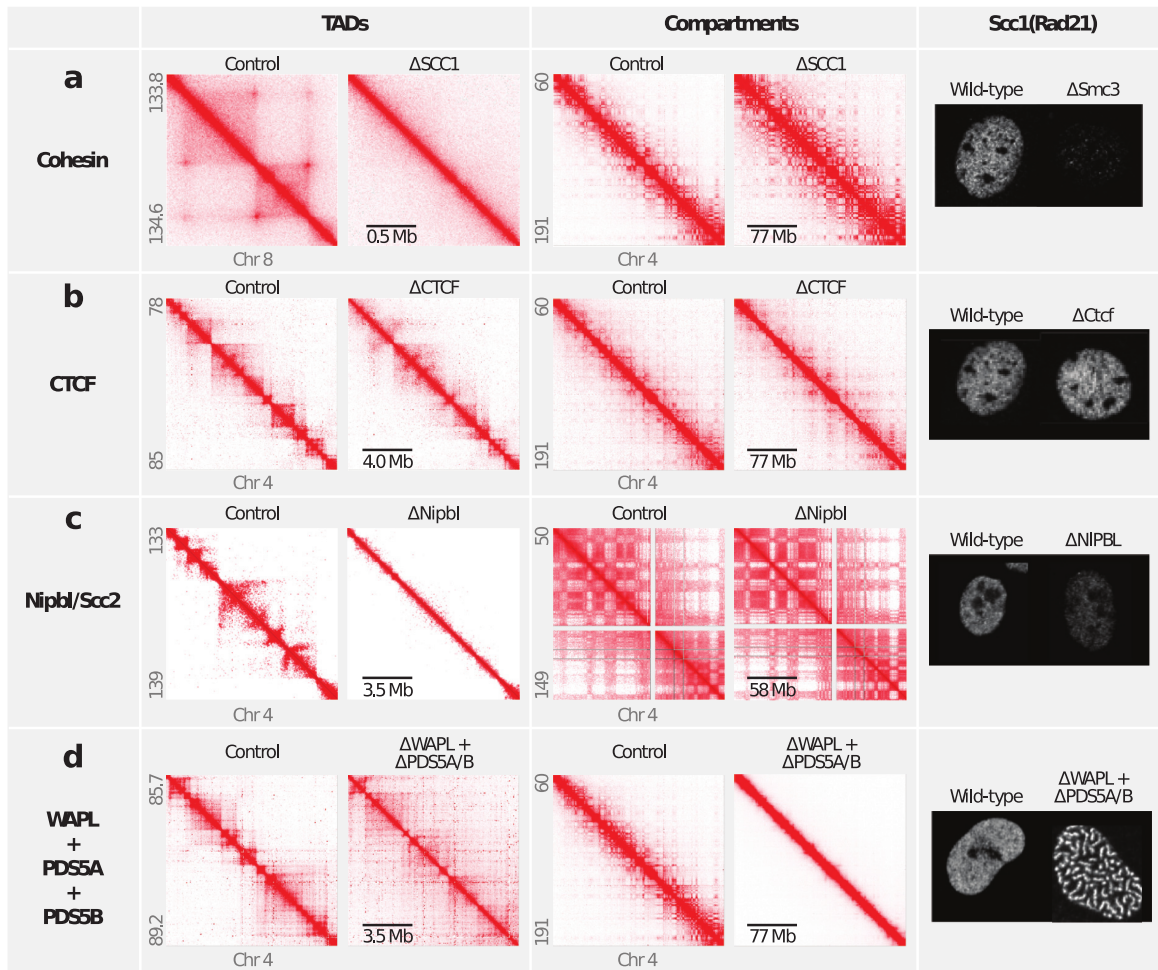 TADs
Compartments
Scc1(Rad21)
a
Cohesin
Control
ΔSCC1
133.8
134.6
0.5 Mb
Chr 8
Control
ΔSCC1
60
191
77 Mb
Chr 4
Wild-type
ΔSmc3
b
CTCF
Control
ΔCTCF
78
85
4.0 Mb
Chr 4
Control
ΔCTCF
60
191
77 Mb
Chr 4
Wild-type
ΔCtcf
c
Nipbl/Scc2
Control
ΔNipbl
133
139
3.5 Mb
Chr 4
Control
ΔNipbl
50
149
58 Mb
Chr 4
Wild-type
ΔNIPBL
d
WAPL
+
PDS5A
+
PDS5B
Control
ΔWAPL +
ΔPDS5A/B
85.7
89.2
3.5 Mb
Chr 4
Control
ΔWAPL +
ΔPDS5A/B
60
191
77 Mb
Chr 4
Wild-type
ΔWAPL +
ΔPDS5A/B